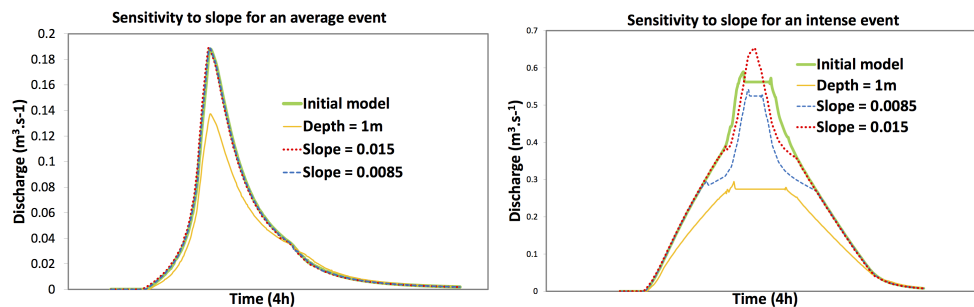 Sensitivity to slope for an average event
0.2
0.18
0.16
0.14
0.12
0.1
0.08
0.06
0.04
0.02
0
Discharge (m³.s-1)
Initial model
Depth = 1m
Slope = 0.015
Slope = 0.0085
Time (4h)
Sensitivity to slope for an intense event
0.7
0.6
0.5
0.4
0.3
0.2
0.1
0.0
Discharge (m³.s-1)
Initial model
Depth = 1m
Slope = 0.0085
Slope = 0.015
Time (4h)